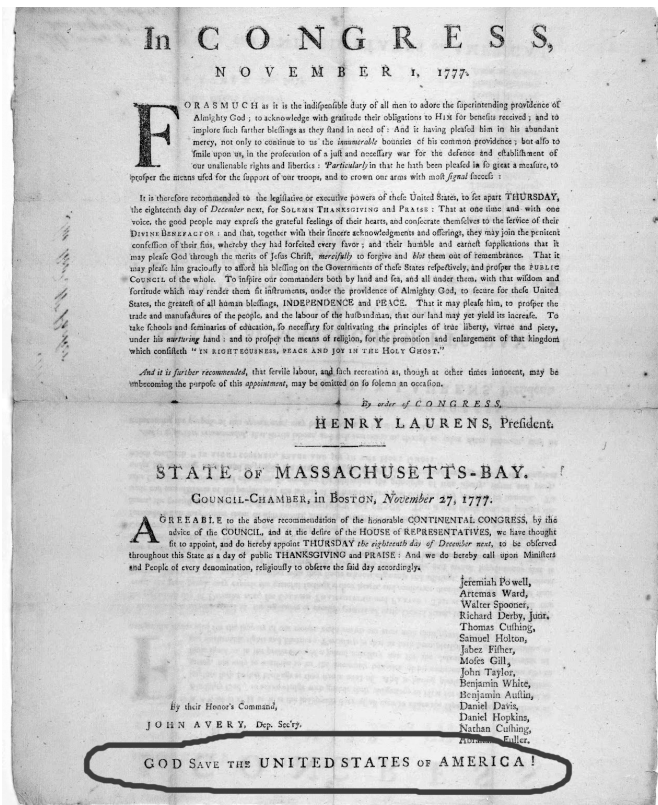 In CONGRESS,
NOVEMBER 1, 1777.
FORASMUCH as it is the indiſpenſible duty of all men to adore the ſuperintending providence of
Almighty God ; to acknowledge with gratitude their obligations to HIM for benefits received ; and to
implore ſuch farther bleſſings as they ſtand in need of : And it having pleaſed him in his abundant
mercy, not only to continue to us the innumerable bounties of his common providence ; but alſo to
ſmile upon us, in the proſecution of a juſt and neceſſary war for the defence and eſtabliſhment of
our unalienable rights and liberties : Particularly in that he hath been pleaſed in ſo great a meaſure, to
proſper the means uſed for the ſupport of our troops, and to crown our arms with moſt ſignal ſucceſs :
It is therefore recommended to the legiſlative or executive powers of theſe United States, to ſet apart THURSDAY,
the eighteenth day of December next, for SOLEMN THANKSGIVING and PRAISE : That at one time and with one
voice, the good people may expreſs the grateful feelings of their hearts, and conſecrate themſelves to the ſervice of their
DIVINE BENEFACTOR : and that, together with their ſincere acknowledgments and offerings, they may join the penitent
confeſſion of their ſins, whereby they had forfeited every favor ; and their humble and earneſt ſupplications that it
may pleaſe God through the merits of Jeſus Chriſt, mercifully to forgive and blot them out of remembrance. That it
may pleaſe him graciouſly to afford his bleſſing on the Governments of theſe States reſpectively, and proſper the PUBLIC
COUNCIL of the whole. To inſpire our commanders both by land and ſea, and all under them, with that wiſdom and
fortitude which may render them fit inſtruments, under the providence of Almighty God, to ſecure for theſe United
States, the greateſt of all human bleſſings, INDEPENDENCE and PEACE. That it may pleaſe him, to proſper the
trade and manufactures of the people, and the labour of the huſbandman, that our land may yet yield its increaſe. To
take ſchools and ſeminaries of education, ſo neceſſary for cultivating the principles of true liberty, virtue and piety,
under his nurturing hand : and to proſper the means of religion, for the promotion and enlargement of that kingdom
which conſiſteth "IN RIGHTEOUSNESS, PEACE AND JOY IN THE HOLY GHOST."
And it is further recommended, that ſervile labour, and ſuch recreation as, though at other times innocent, may be
unbecoming the purpoſe of this appointment, may be omitted on ſo ſolemn an occaſion.
By order of CONGRESS,
HENRY LAURENS, Preſident.
STATE OF MASSACHUSETTS-BAY.
COUNCIL-CHAMBER, in BOSTON, November 27, 1777.
AGREEABLE to the above recommendation of the honorable CONTINENTAL CONGRESS, by the
advice of the COUNCIL, and at the deſire of the HOUSE of REPRESENTATIVES, we have thought
fit to appoint, and do hereby appoint THURSDAY the eighteenth day of December next, to be obſerved
throughout this State as a day of public THANKSGIVING and PRAISE : And we do hereby call upon Miniſters
and People of every denomination, religiouſly to obſerve the ſaid day accordingly.
Jeremiah Powell,
Artemas Ward,
Walter Spooner,
Richard Derby, Junr.
Thomas Cuſhing,
Samuel Holton,
Jabez Fiſher,
Moſes Gill,
John Taylor,
Benjamin White,
Benjamin Auſtin,
Daniel Davis,
Daniel Hopkins,
Nathan Cuſhing,
Fuller.
By their Honor's Command,
JOHN AVERY, Dep. Sec'ry.
GOD SAVE THE UNITED STATES OF AMERICA !